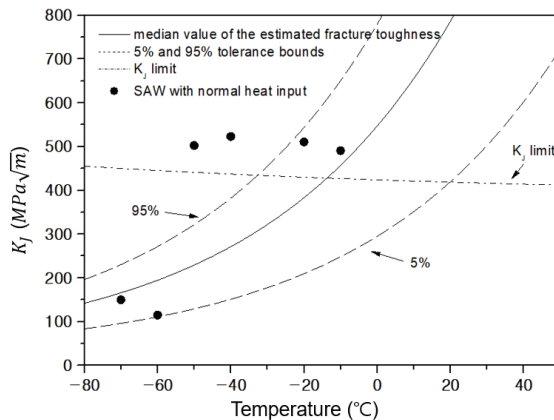 800
700
600
500
400
300
200
100
0
K_J (MPa√m)
median value of the estimated fracture toughness
5% and 95% tolerance bounds
K_J limit
SAW with normal heat input
K_J limit
95%
5%
−80 −60 −40 −20 0 20 40
Temperature (℃)